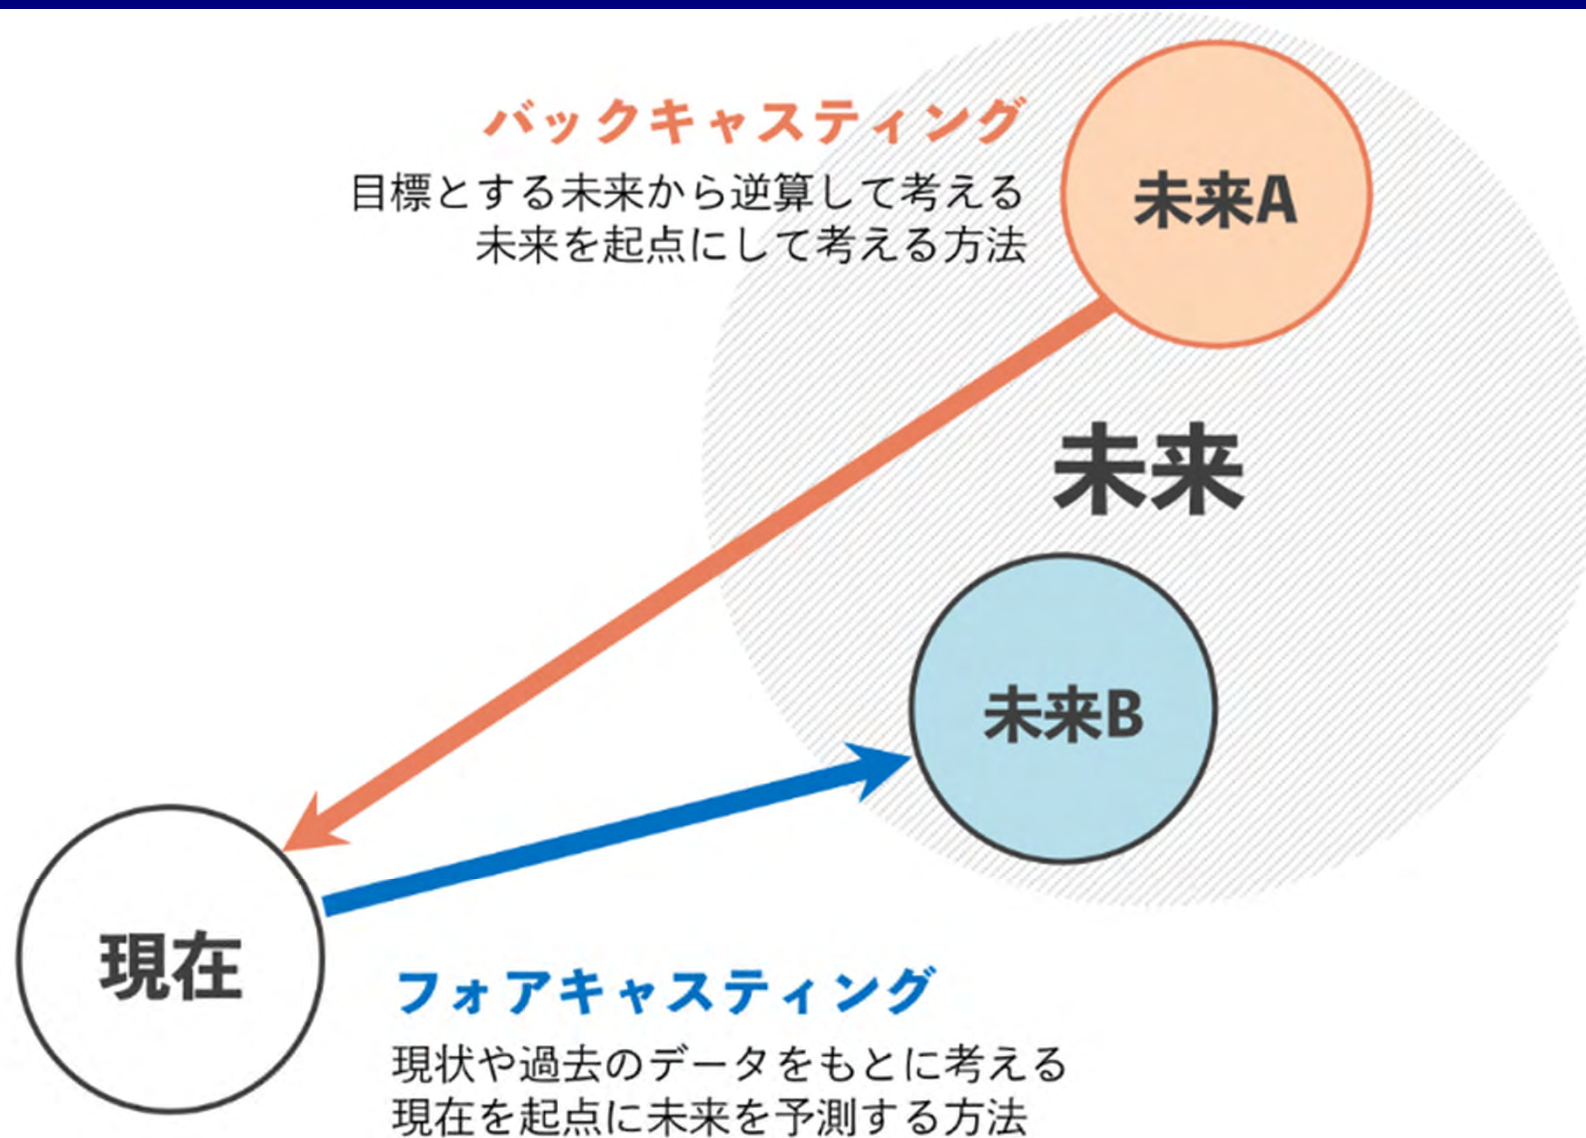 バックキャスティング
目標とする未来から逆算して考える
未来を起点にして考える方法
未来A
未来
未来B
現在
フォアキャスティング
現状や過去のデータをもとに考える
現在を起点に未来を予測する方法